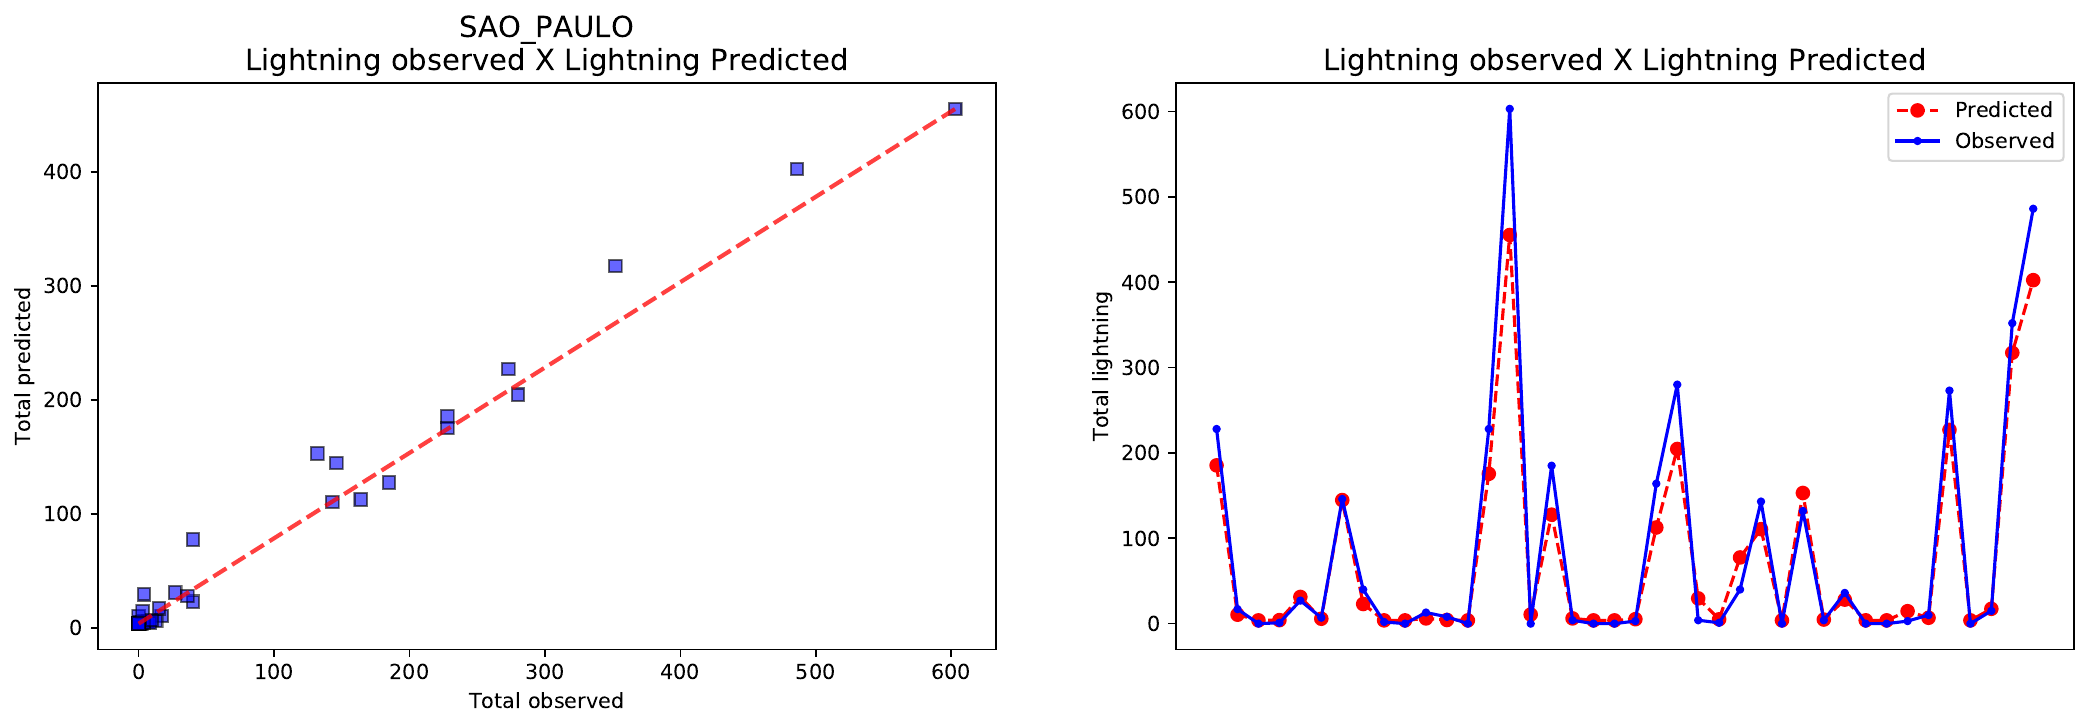 SAO_PAULO
Lightning observed X Lightning Predicted
Total predicted
400
300
200
100
0
0 100 200 300 400 500 600
Total observed
Lightning observed X Lightning Predicted
Total lightning
600
500
400
300
200
100
0
Predicted
Observed